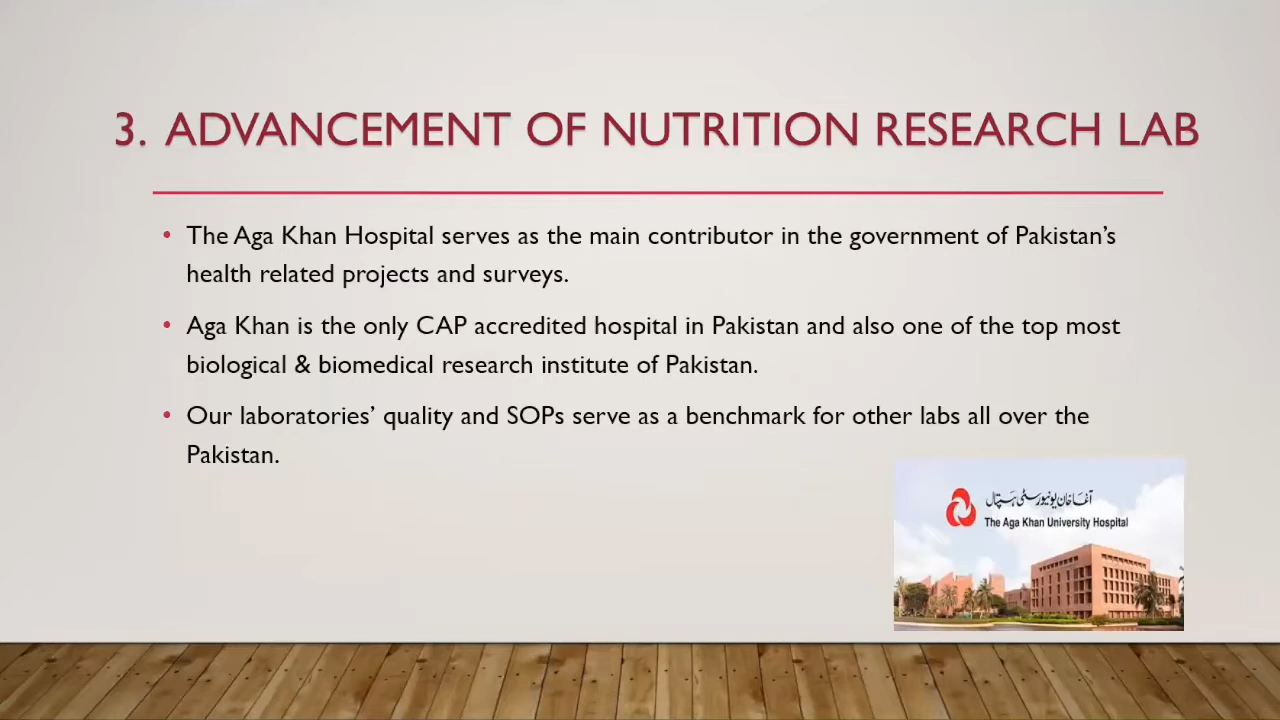 3. ADVANCEMENT OF NUTRITION RESEARCH LAB
• The Aga Khan Hospital serves as the main contributor in the government of Pakistan’s
health related projects and surveys.
• Aga Khan is the only CAP accredited hospital in Pakistan and also one of the top most
biological & biomedical research institute of Pakistan.
• Our laboratories’ quality and SOPs serve as a benchmark for other labs all over the
Pakistan.
آغا خان یونیورسٹی ہسپتال
The Aga Khan University Hospital